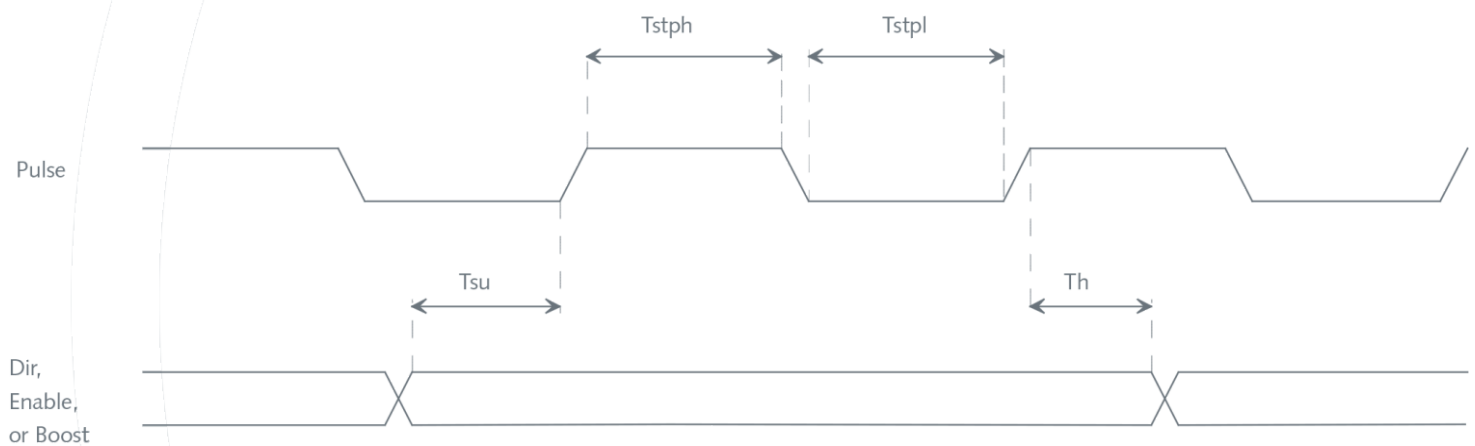 Tstph
Tstpl
Pulse
Tsu
Th
Dir,
Enable,
or Boost